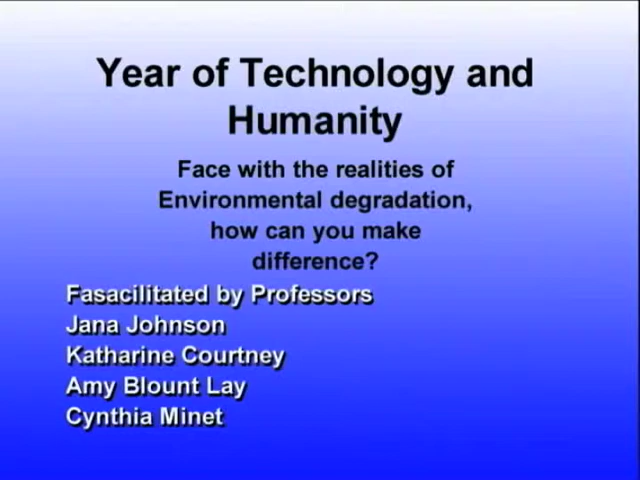 Year of Technology and
Humanity
Face with the realities of
Environmental degradation,
how can you make
difference?
Fasacilitated by Professors
Jana Johnson
Katharine Courtney
Amy Blount Lay
Cynthia Minet